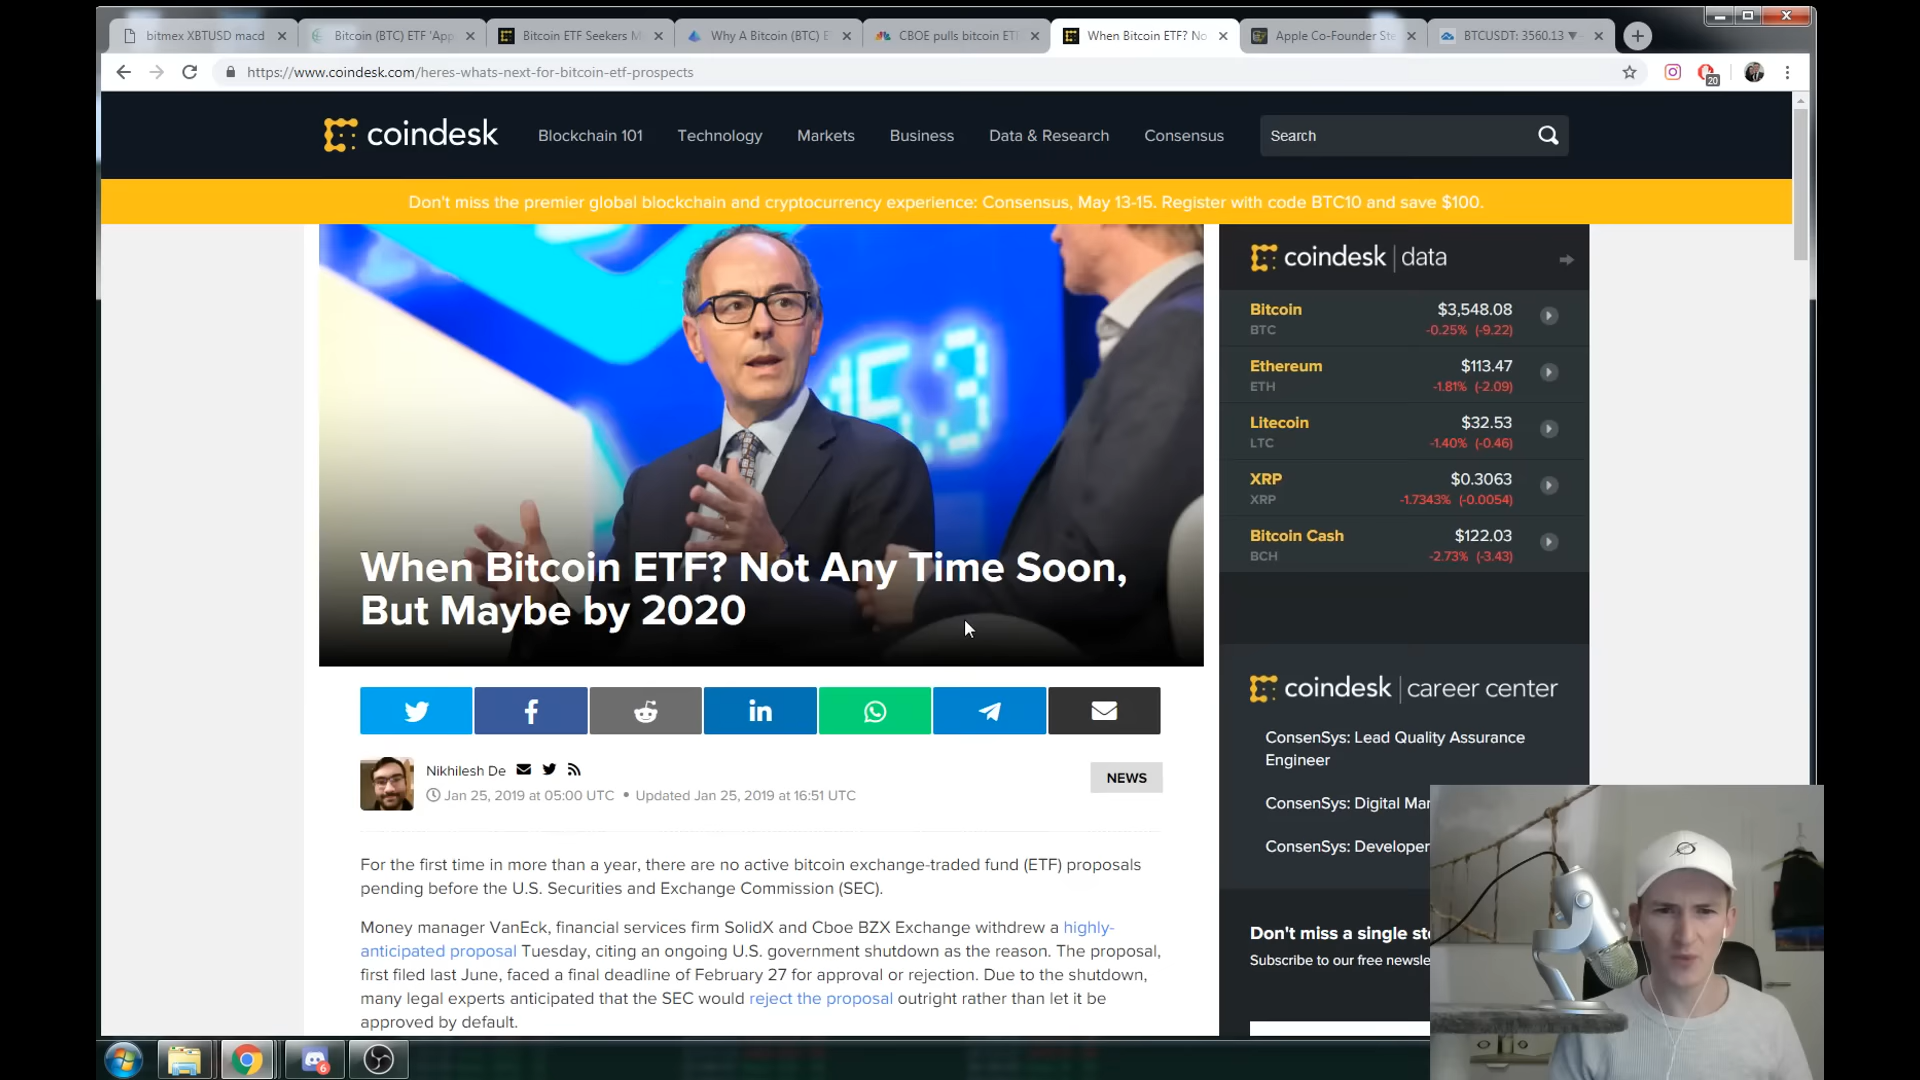 bitmex XBTUSD macd
Bitcoin (BTC) ETF 'App
Bitcoin ETF Seekers M
Why A Bitcoin (BTC) E
CBOE pulls bitcoin ETF
When Bitcoin ETF? No
Apple Co-Founder Ste
BTCUSDT: 3560.13 ▼
https://www.coindesk.com/heres-whats-next-for-bitcoin-etf-prospects
20
coindesk
Blockchain 101
Technology
Markets
Business
Data & Research
Consensus
Search
Don't miss the premier global blockchain and cryptocurrency experience: Consensus, May 13-15. Register with code BTC10 and save $100.
When Bitcoin ETF? Not Any Time Soon,
But Maybe by 2020
Nikhilesh De
Jan 25, 2019 at 05:00 UTC • Updated Jan 25, 2019 at 16:51 UTC
NEWS
For the first time in more than a year, there are no active bitcoin exchange-traded fund (ETF) proposals
pending before the U.S. Securities and Exchange Commission (SEC).
Money manager VanEck, financial services firm SolidX and Cboe BZX Exchange withdrew a highly-
anticipated proposal Tuesday, citing an ongoing U.S. government shutdown as the reason. The proposal,
first filed last June, faced a final deadline of February 27 for approval or rejection. Due to the shutdown,
many legal experts anticipated that the SEC would reject the proposal outright rather than let it be
approved by default.
coindesk | data
Bitcoin $3,548.08
BTC -0.25% (-9.22)
Ethereum $113.47
ETH -1.81% (-2.09)
Litecoin $32.53
LTC -1.40% (-0.46)
XRP $0.3063
XRP -1.7343% (-0.0054)
Bitcoin Cash $122.03
BCH -2.73% (-3.43)
coindesk | career center
ConsenSys: Lead Quality Assurance
Engineer
ConsenSys: Digital Mar
ConsenSys: Developer
Don't miss a single st
Subscribe to our free newsle
6